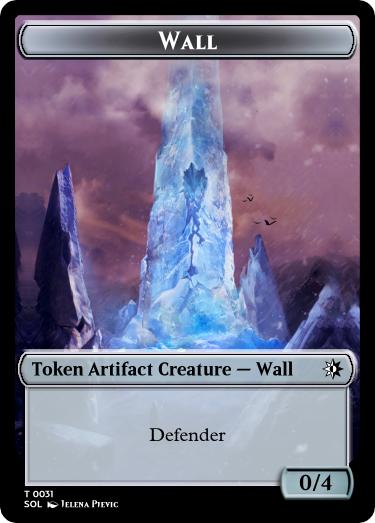 Wall
Token Artifact Creature — Wall
Defender
0/4
T 0031
SOL Jelena Pjevic